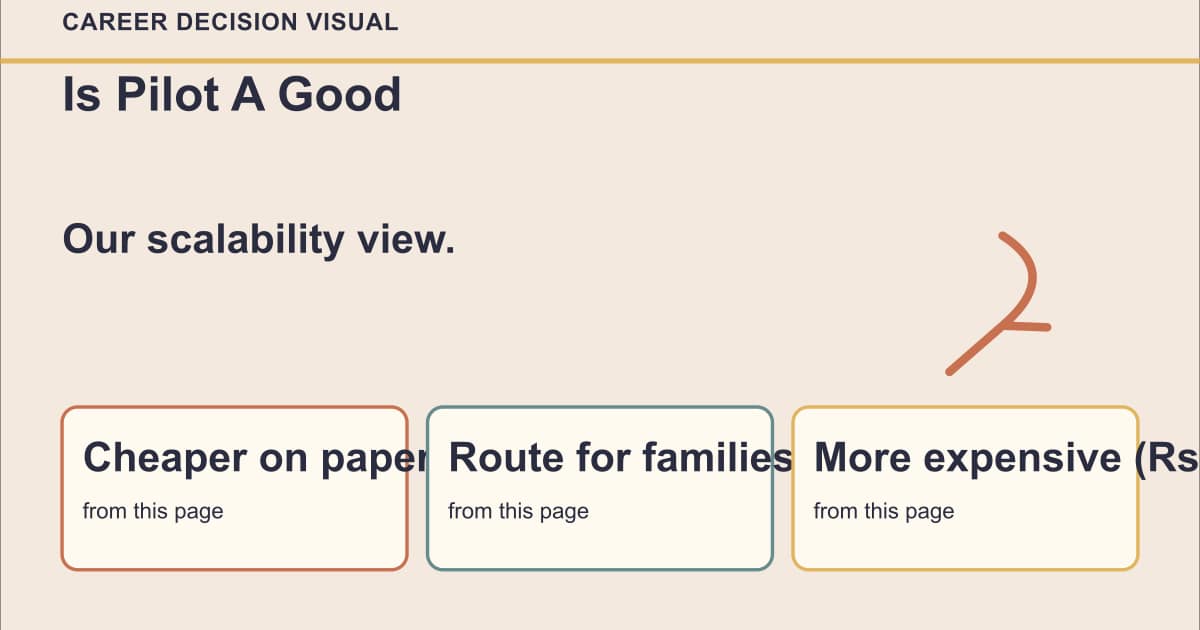 CAREER DECISION VISUAL
Is Pilot A Good
Our scalability view.
Cheaper on paper
from this page
Route for families
from this page
More expensive (Rs
from this page